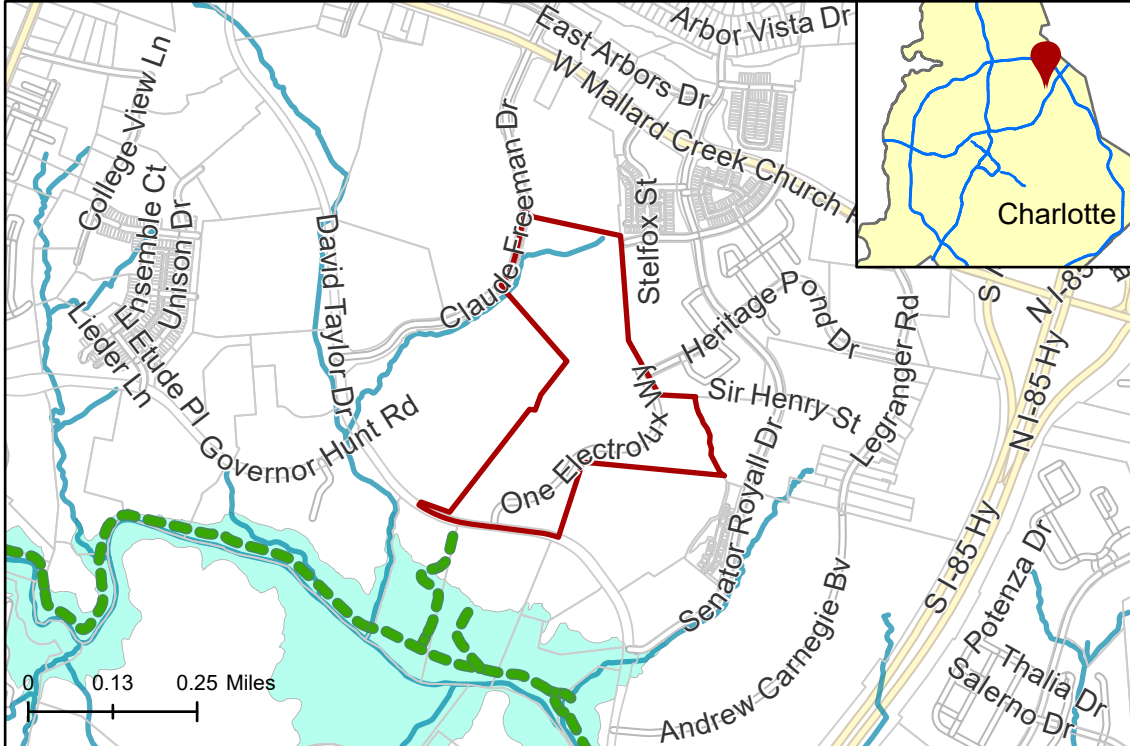 Arbor Vista Dr
East Arbors Dr
W Mallard Creek Church
College View Ln
Claude Freeman Dr
Ensemble Ct
Unison Dr
Stelfox St
Charlotte
David Taylor Dr
Heritage Pond Dr
S I-
N I-85
Legranger Rd
N I-85 Hy
Lieder Ln
Etude Pl
Governor Hunt Rd
Sir Henry St
One Electrolux Wy
Senator Royall Dr
S I-85 Hy
Potenza Dr
Andrew Carnegie Bv
Thalia Dr
Salerno Dr
0 0.13 0.25 Miles